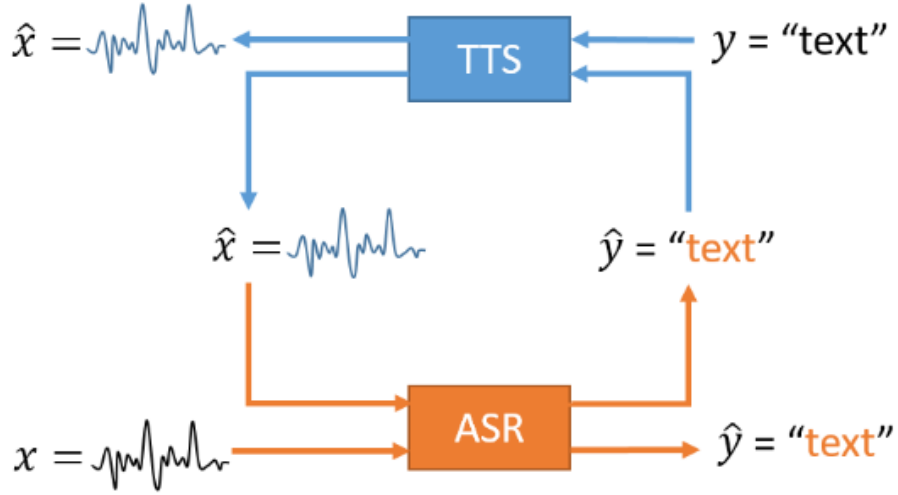 x̂ = TTS y = “text”
x̂ = ŷ = “text”
x = ASR ŷ = “text”